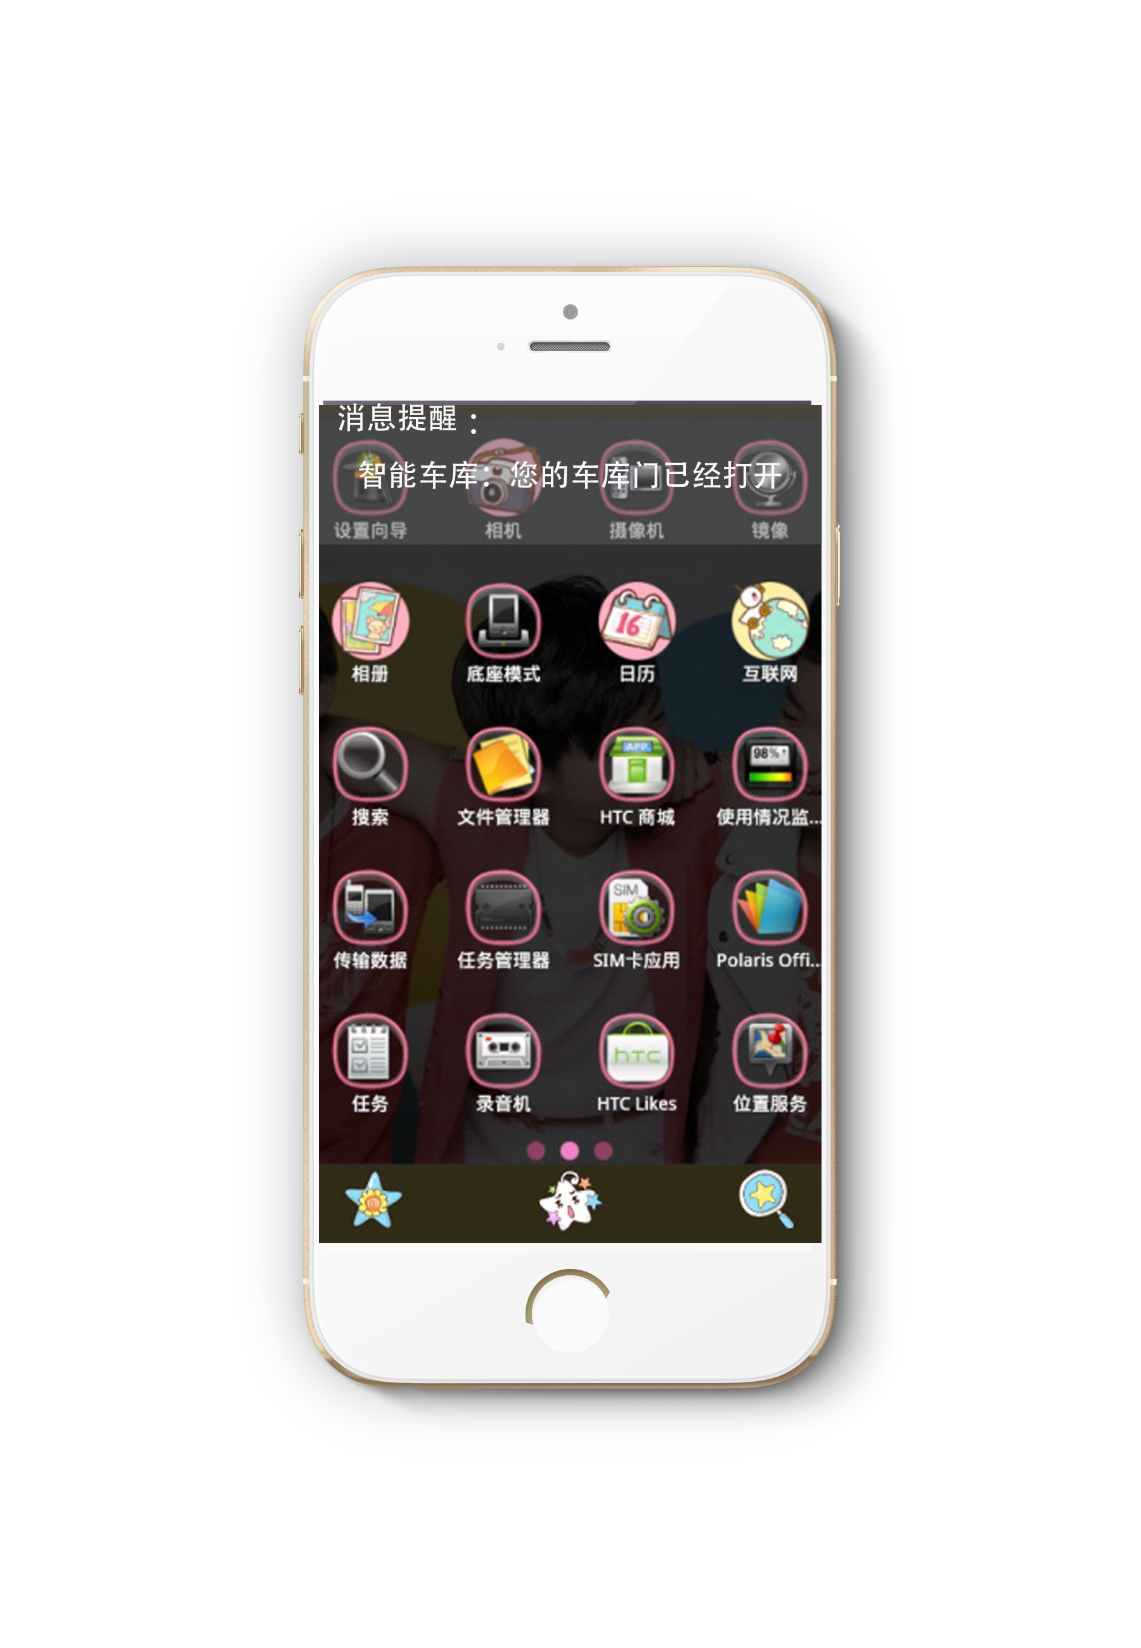 消息提醒：
智能车库：您的车库门已经打开
设置向导 相机 摄像机 镜像
16
相册 底座模式 日历 互联网
APP 98%
搜索 文件管理器 HTC 商城 使用情况监...
SIM
传输数据 任务管理器 SIM卡应用 Polaris Offi...
hTC
任务 录音机 HTC Likes 位置服务